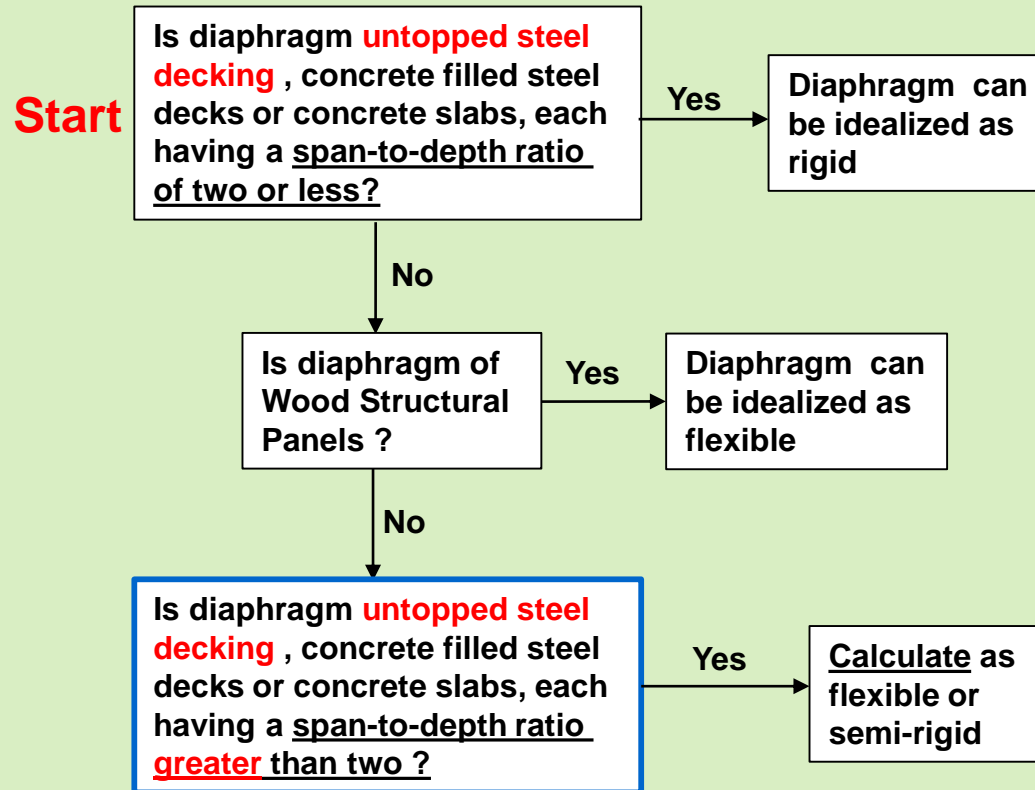 Start
Is diaphragm untopped steel
decking , concrete filled steel
decks or concrete slabs, each
having a span-to-depth ratio
of two or less?
Yes
Diaphragm can
be idealized as
rigid
No
Is diaphragm of
Wood Structural
Panels ?
Yes
Diaphragm can
be idealized as
flexible
No
Is diaphragm untopped steel
decking , concrete filled steel
decks or concrete slabs, each
having a span-to-depth ratio
greater than two ?
Yes
Calculate as
flexible or
semi-rigid